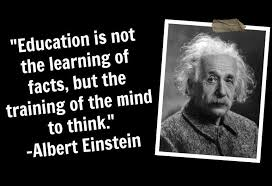 "Education is not
the learning of
facts, but the
training of the mind
to think."
-Albert Einstein